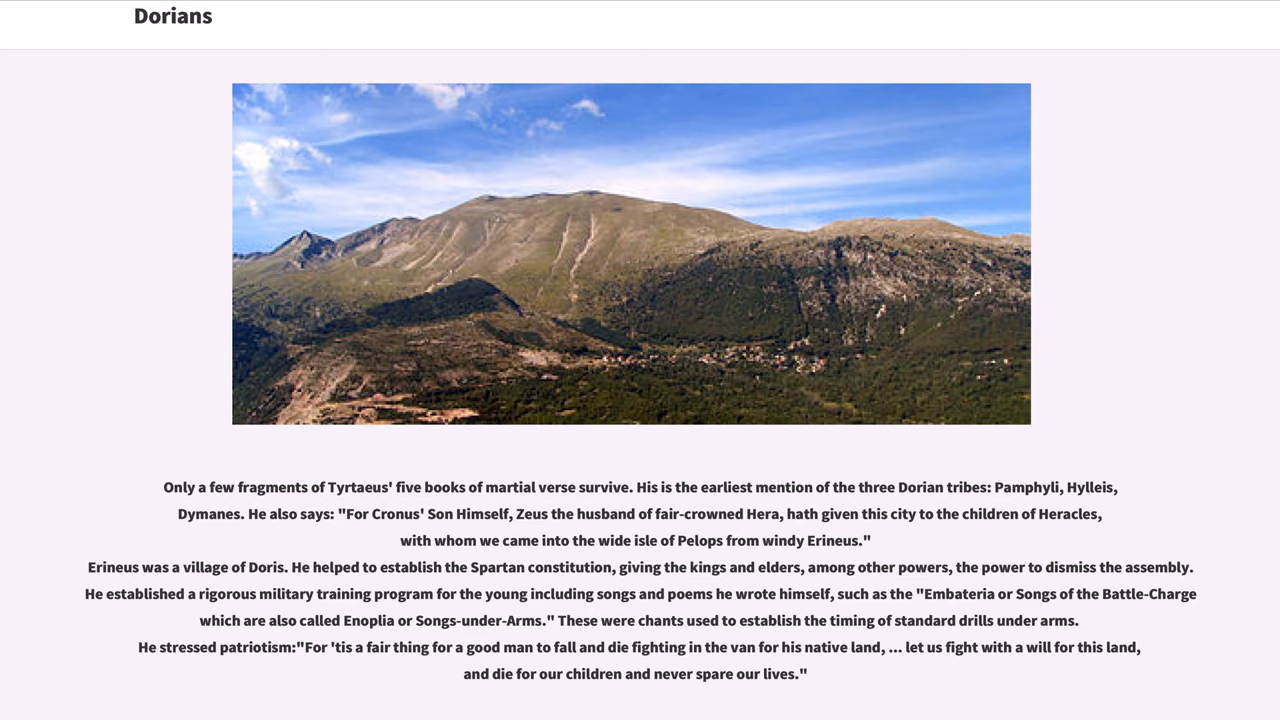 Dorians
Only a few fragments of Tyrtaeus' five books of martial verse survive. His is the earliest mention of the three Dorian tribes: Pamphyli, Hylleis,
Dymanes. He also says: "For Cronus' Son Himself, Zeus the husband of fair-crowned Hera, hath given this city to the children of Heracles,
with whom we came into the wide isle of Pelops from windy Erineus."
Erineus was a village of Doris. He helped to establish the Spartan constitution, giving the kings and elders, among other powers, the power to dismiss the assembly.
He established a rigorous military training program for the young including songs and poems he wrote himself, such as the "Embateria or Songs of the Battle-Charge
which are also called Enoplia or Songs-under-Arms." These were chants used to establish the timing of standard drills under arms.
He stressed patriotism:"For 'tis a fair thing for a good man to fall and die fighting in the van for his native land, ... let us fight with a will for this land,
and die for our children and never spare our lives."